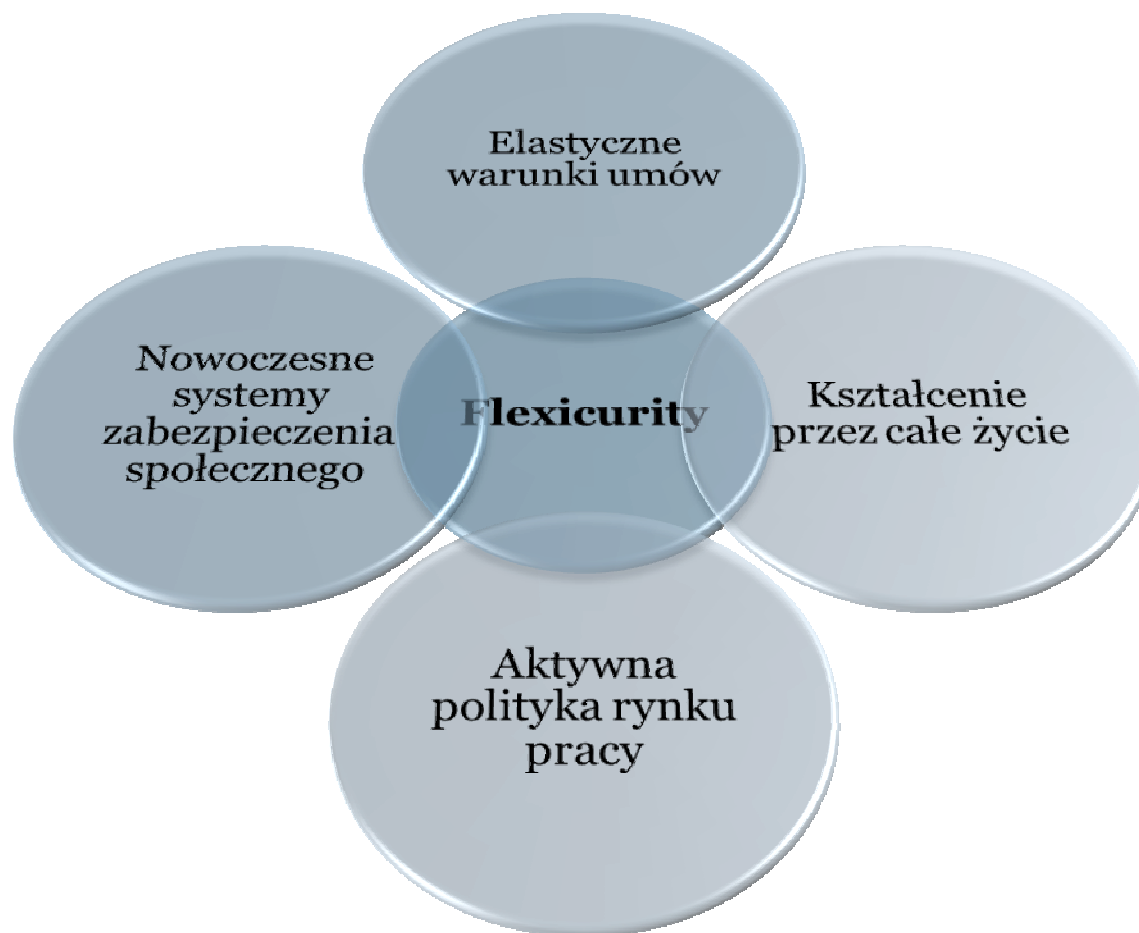 Elastyczne
warunki umów
Nowoczesne
systemy
zabezpieczenia
społecznego
Flexicurity
Kształcenie
przez całe życie
Aktywna
polityka rynku
pracy